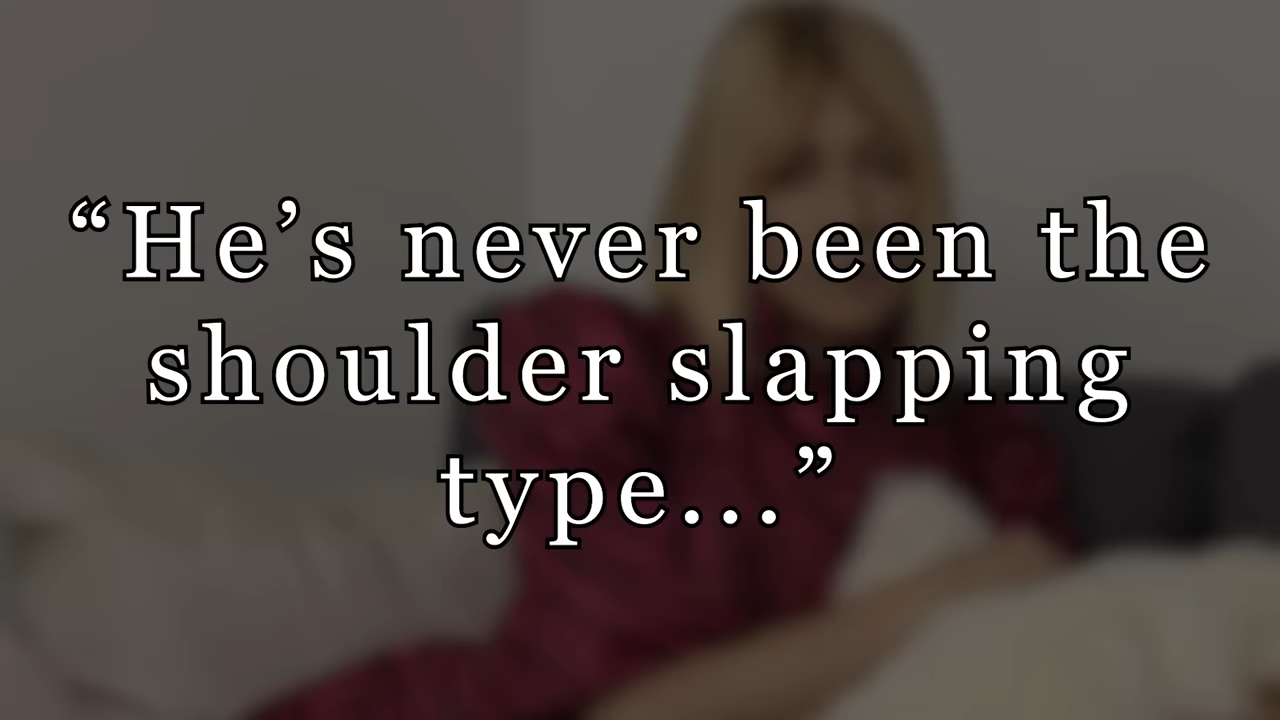 “He’s never been the
shoulder slapping
type...”